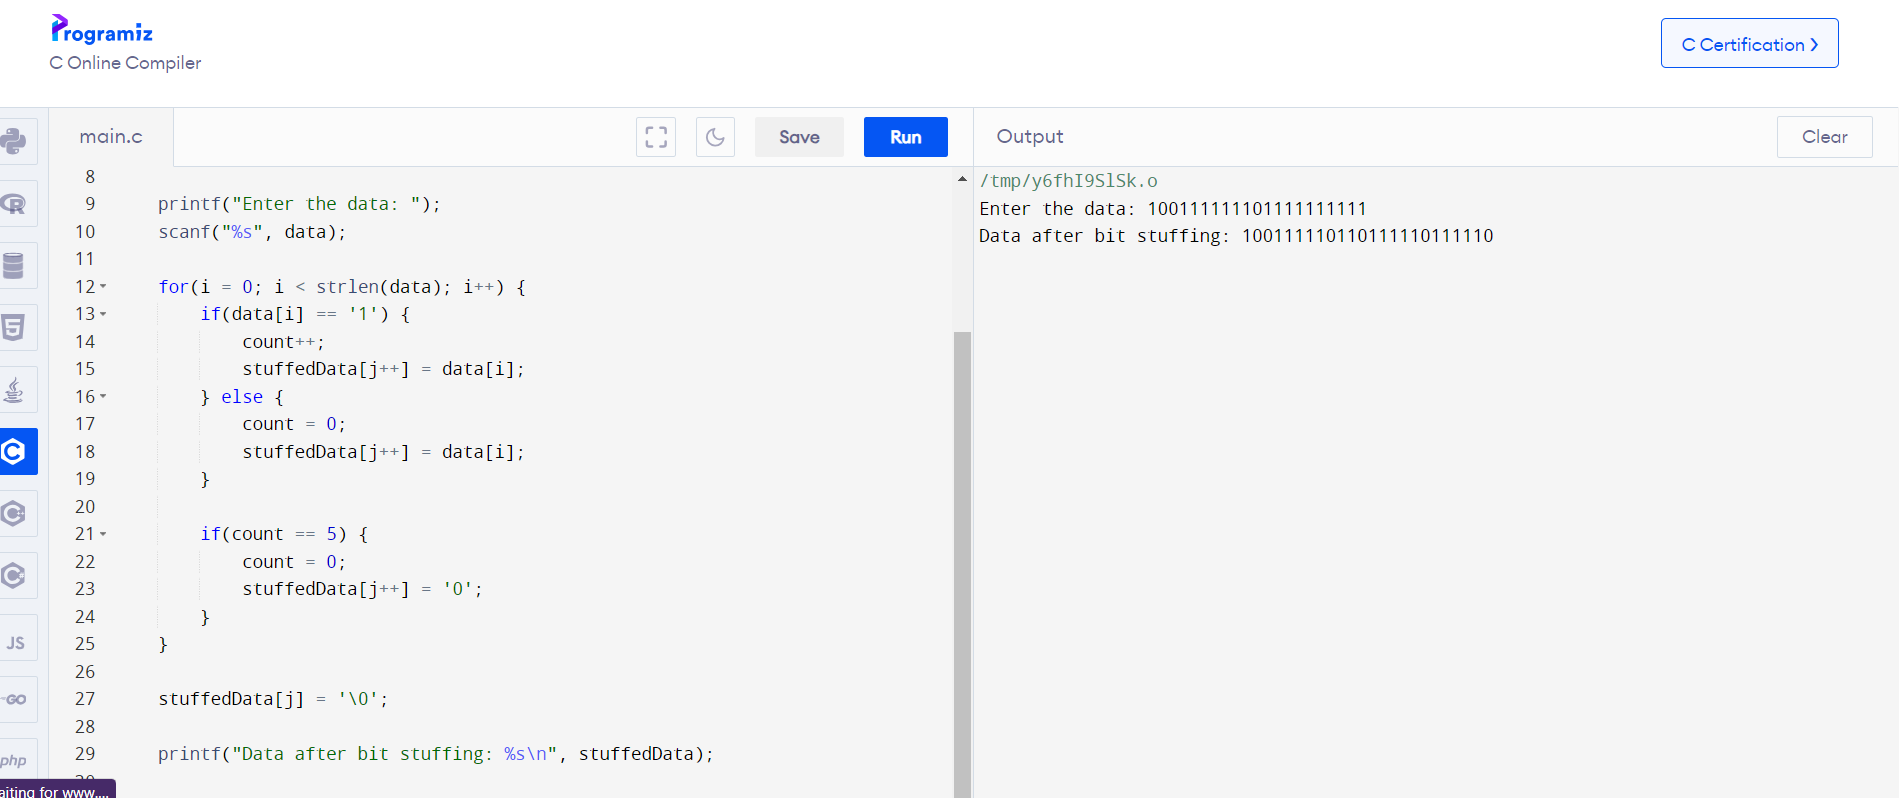 Programiz
C Online Compiler
C Certification
main.c
Save
Run
Output
Clear
8
9 printf("Enter the data: ");
10 scanf("%s", data);
11
12 for(i = 0; i < strlen(data); i++) {
13 if(data[i] == '1') {
14 count++;
15 stuffedData[j++] = data[i];
16 } else {
17 count = 0;
18 stuffedData[j++] = data[i];
19 }
20
21 if(count == 5) {
22 count = 0;
23 stuffedData[j++] = '0';
24 }
25 }
26
27 stuffedData[j] = '\0';
28
29 printf("Data after bit stuffing: %s\n", stuffedData);
/tmp/y6fhI9SlSk.o
Enter the data: 100111111101111111111
Data after bit stuffing: 100111110110111110111110
JS
GO
php
aiting for www....